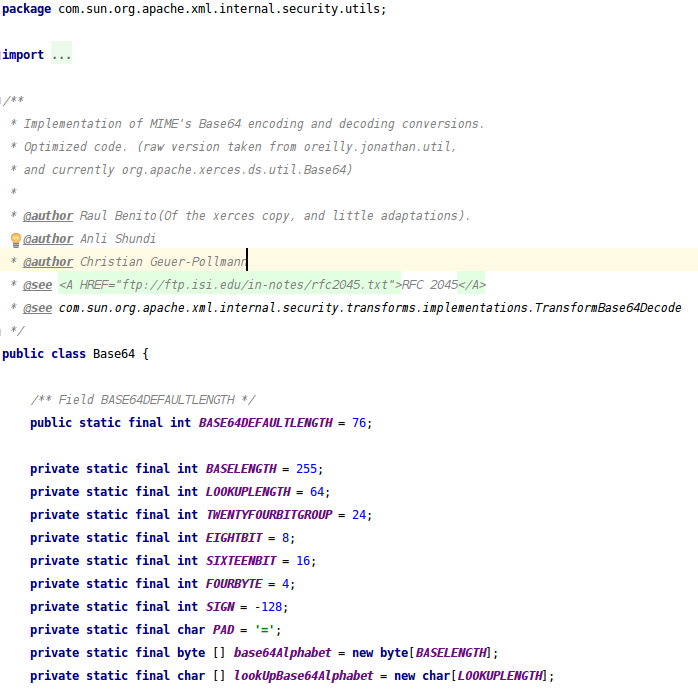 package com.sun.org.apache.xml.internal.security.utils;
import ...
/**
* Implementation of MIME's Base64 encoding and decoding conversions.
* Optimized code. (raw version taken from oreilly.jonathan.util,
* and currently org.apache.xerces.ds.util.Base64)
*
* @author Raul Benito(Of the xerces copy, and little adaptations).
* @author Anli Shundi
* @author Christian Geuer-Pollmann
* @see <A HREF="ftp://ftp.isi.edu/in-notes/rfc2045.txt">RFC 2045</A>
* @see com.sun.org.apache.xml.internal.security.transforms.implementations.TransformBase64Decode
*/
public class Base64 {
/** Field BASE64DEFAULTLENGTH */
public static final int BASE64DEFAULTLENGTH = 76;
private static final int BASELENGTH = 255;
private static final int LOOKUPLENGTH = 64;
private static final int TWENTYFOURBITGROUP = 24;
private static final int EIGHTBIT = 8;
private static final int SIXTEENBIT = 16;
private static final int FOURBYTE = 4;
private static final int SIGN = -128;
private static final char PAD = '=';
private static final byte [] base64Alphabet = new byte[BASELENGTH];
private static final char [] lookUpBase64Alphabet = new char[LOOKUPLENGTH];